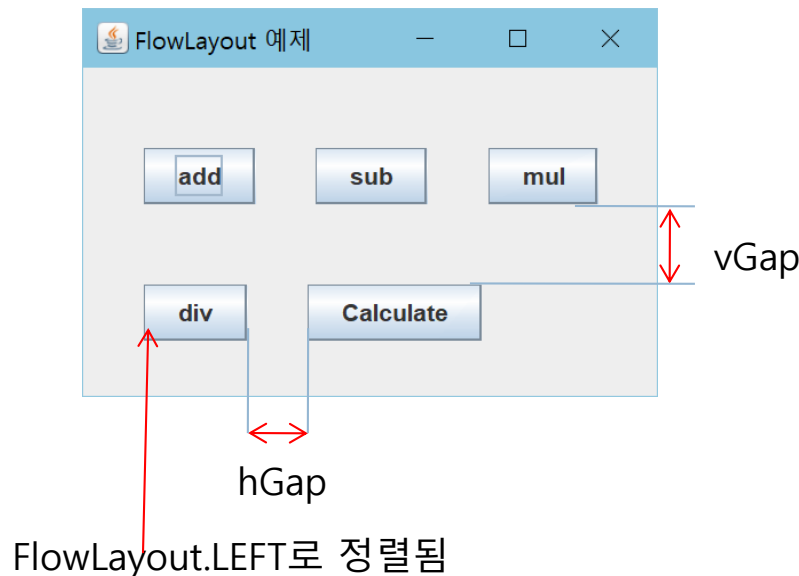 FlowLayout 예제
add sub mul
vGap
div Calculate
hGap
FlowLayout.LEFT로 정렬됨